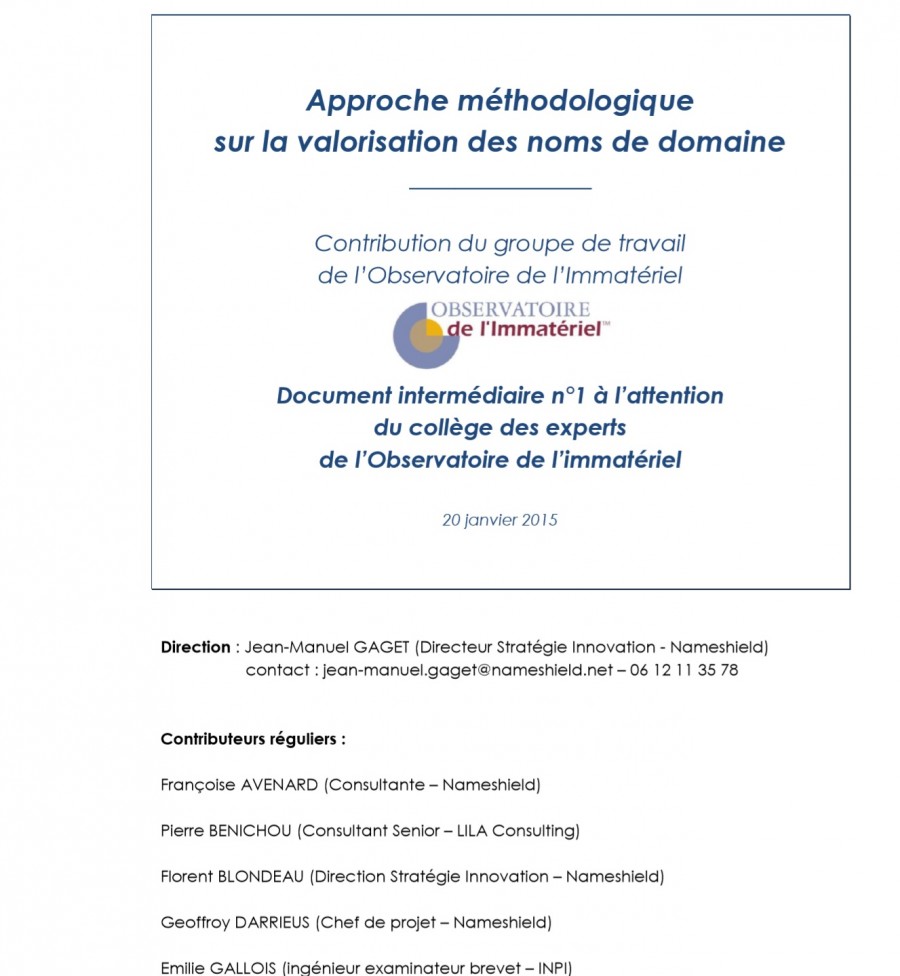 Approche méthodologique
sur la valorisation des noms de domaine
Contribution du groupe de travail
de l’Observatoire de l’Immatériel
OBSERVATOIRE
de l'Immatériel™
Document intermédiaire n°1 à l’attention
du collège des experts
de l’Observatoire de l’immatériel
20 janvier 2015
Direction : Jean-Manuel GAGET (Directeur Stratégie Innovation - Nameshield)
contact : jean-manuel.gaget@nameshield.net – 06 12 11 35 78
Contributeurs réguliers :
Françoise AVENARD (Consultante – Nameshield)
Pierre BENICHOU (Consultant Senior – LILA Consulting)
Florent BLONDEAU (Direction Stratégie Innovation – Nameshield)
Geoffroy DARRIEUS (Chef de projet – Nameshield)
Emilie GALLOIS (ingénieur examinateur brevet – INPI)